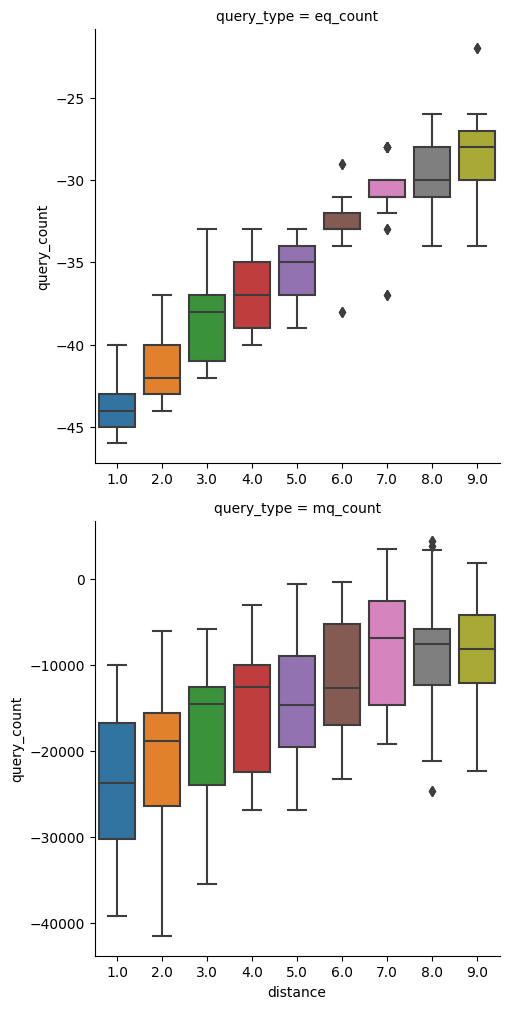 query_type = eq_count
query_count
−25
−30
−35
−40
−45
1.0 2.0 3.0 4.0 5.0 6.0 7.0 8.0 9.0
query_type = mq_count
query_count
0
−10000
−20000
−30000
−40000
1.0 2.0 3.0 4.0 5.0 6.0 7.0 8.0 9.0
distance